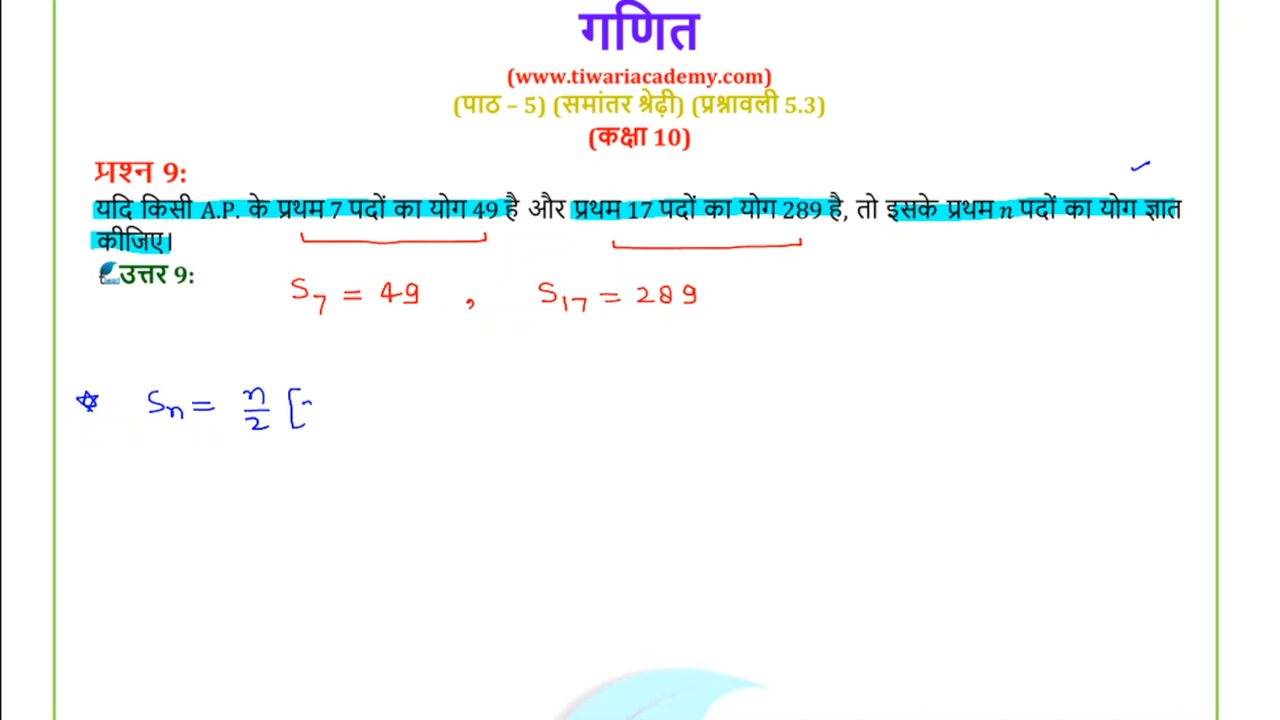 गणित
(www.tiwariacademy.com)
(पाठ – 5) (समांतर श्रेढ़ी) (प्रश्नावली 5.3)
(कक्षा 10)
प्रश्न 9:
यदि किसी A.P. के प्रथम 7 पदों का योग 49 है और प्रथम 17 पदों का योग 289 है, तो इसके प्रथम n पदों का योग ज्ञात
कीजिए।
उत्तर 9:
S₇ = 49 , S₁₇ = 289
☆ Sₙ = n/2 [